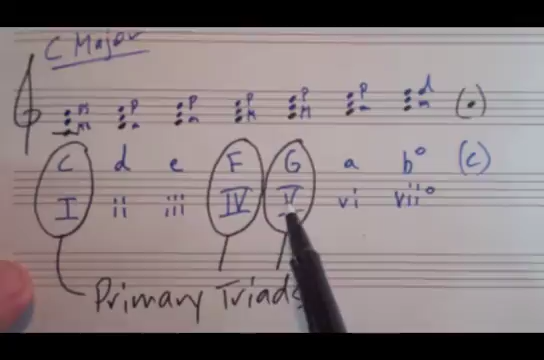 C Major
C d e F G a b° (C)
I ii iii IV V vi vii°
Primary Triads